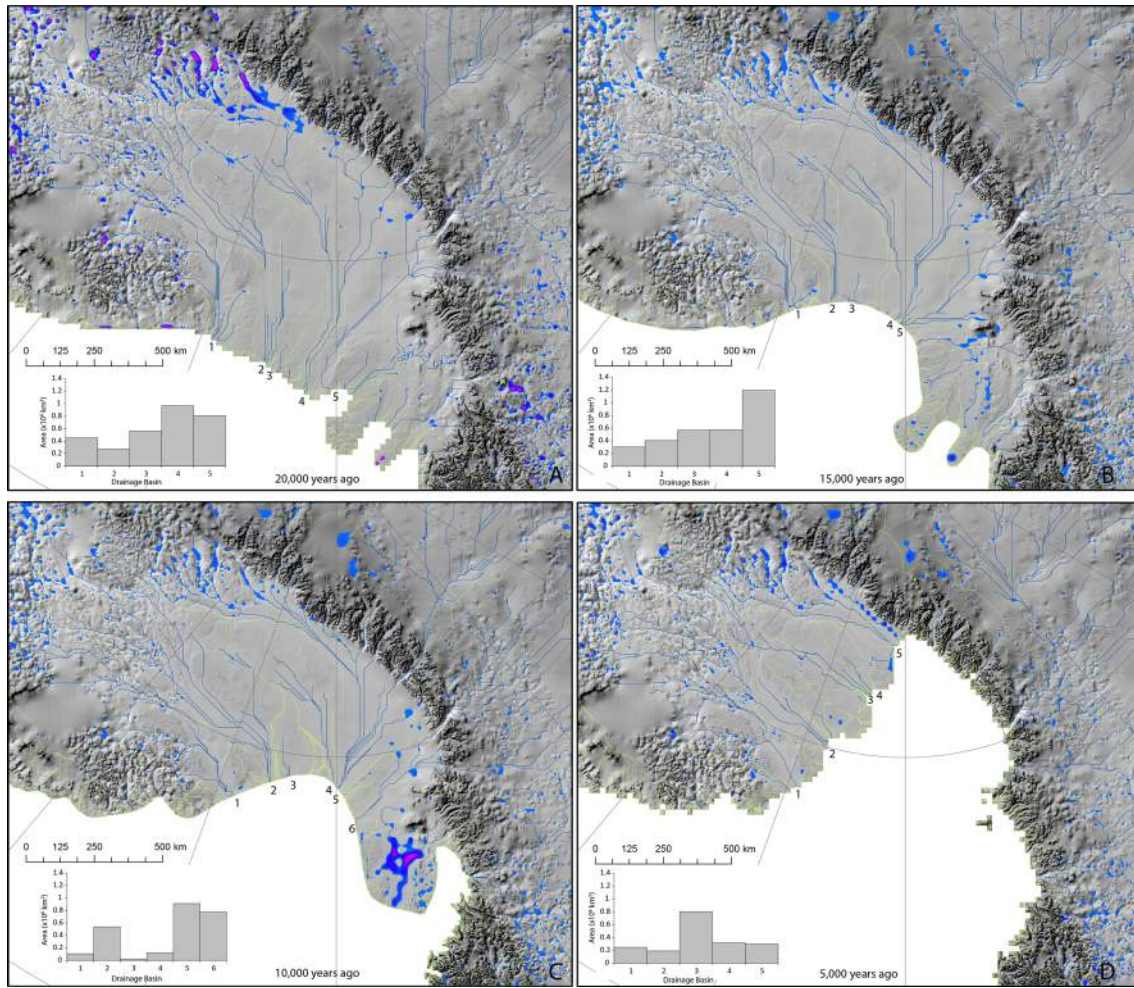 1
2
3
4
5
0 125 250 500 km
1.4
1.2
1
0.8
0.6
0.4
0.2
0
Area (x10⁶ km²)
1 2 3 4 5
Drainage Basin
20,000 years ago
A
1
2
3
4
5
0 125 250 500 km
1.4
1.2
1
0.8
0.6
0.4
0.2
0
Area (x10⁶ km²)
1 2 3 4 5
Drainage Basin
15,000 years ago
B
1
2
3
4
5
6
0 125 250 500 km
1.4
1.2
1
0.8
0.6
0.4
0.2
0
Area (x10⁶ km²)
1 2 3 4 5 6
Drainage Basin
10,000 years ago
C
5
4
3
2
1
0 125 250 500 km
1.4
1.2
1
0.8
0.6
0.4
0.2
0
Area (x10⁶ km²)
1 2 3 4 5
Drainage Basin
5,000 years ago
D